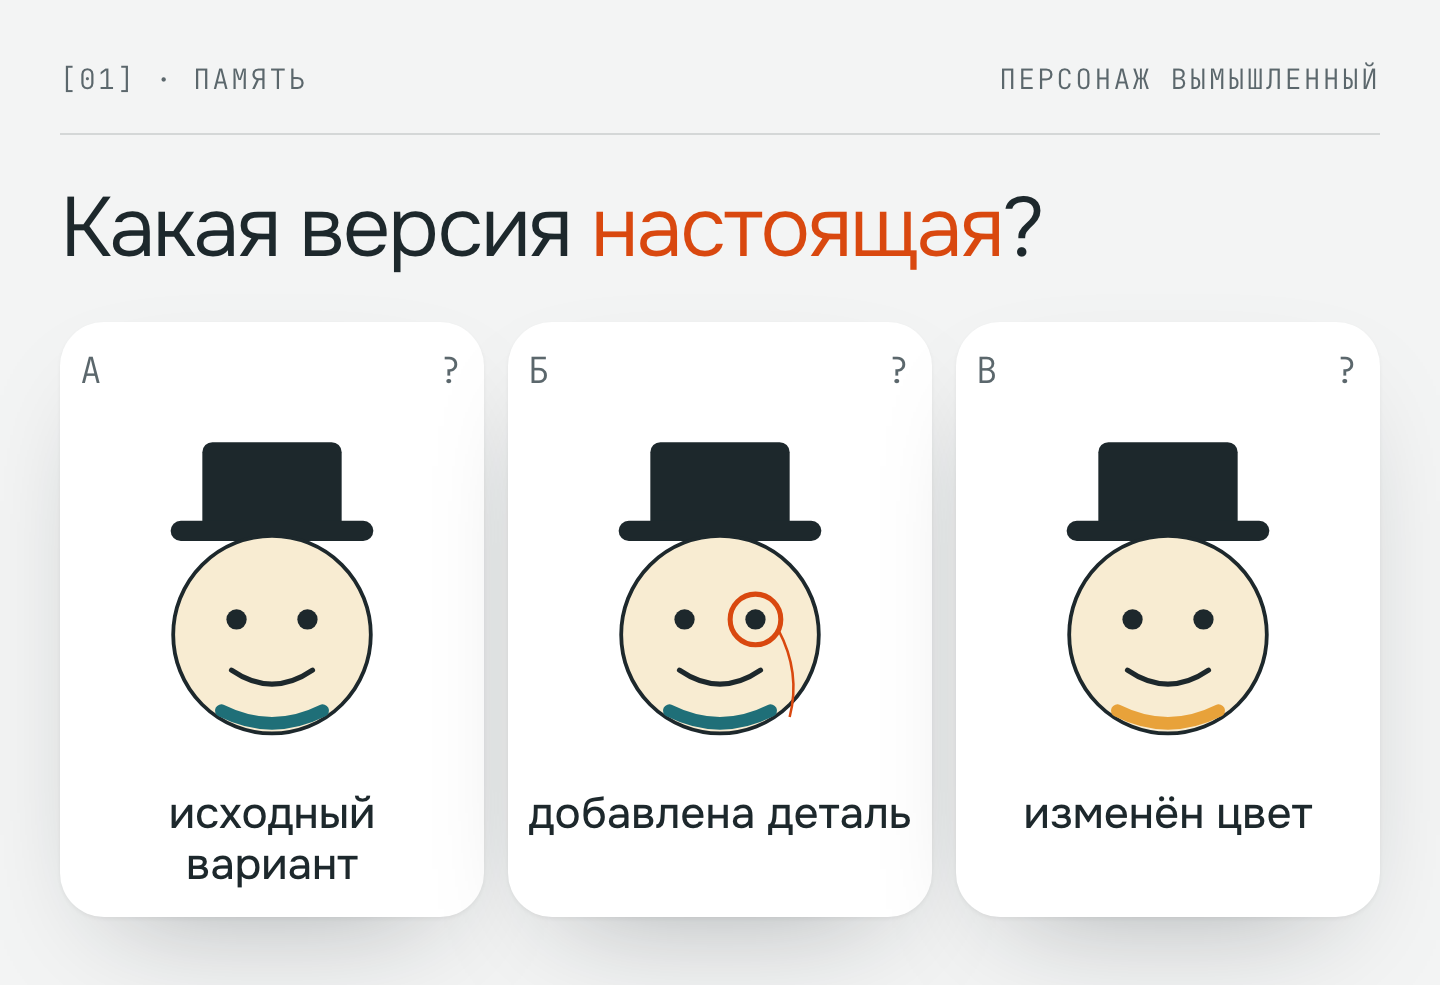 [01] · ПАМЯТЬ
ПЕРСОНАЖ ВЫМЫШЛЕННЫЙ
Какая версия настоящая?
А ?
Б ?
В ?
исходный
вариант
добавлена деталь
изменён цвет